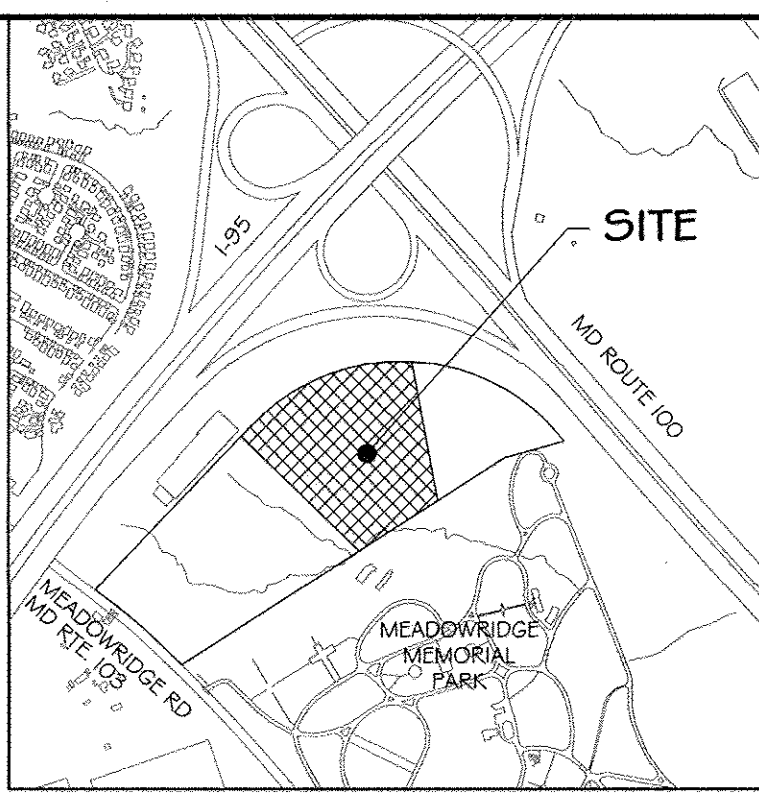 I-95
SITE
MD ROUTE 100
MEADOWRIDGE RD
MD RTE. 103
MEADOWRIDGE
MEMORIAL
PARK